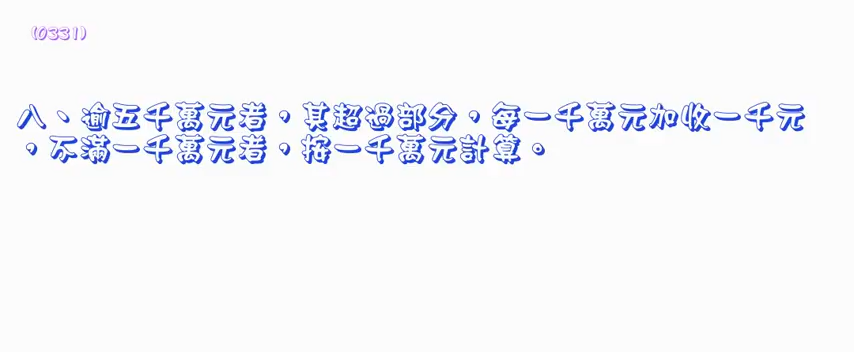 (0331)
八、逾五千萬元者，其超過部分，每一千萬元加收一千元
，不滿一千萬元者，按一千萬元計算。